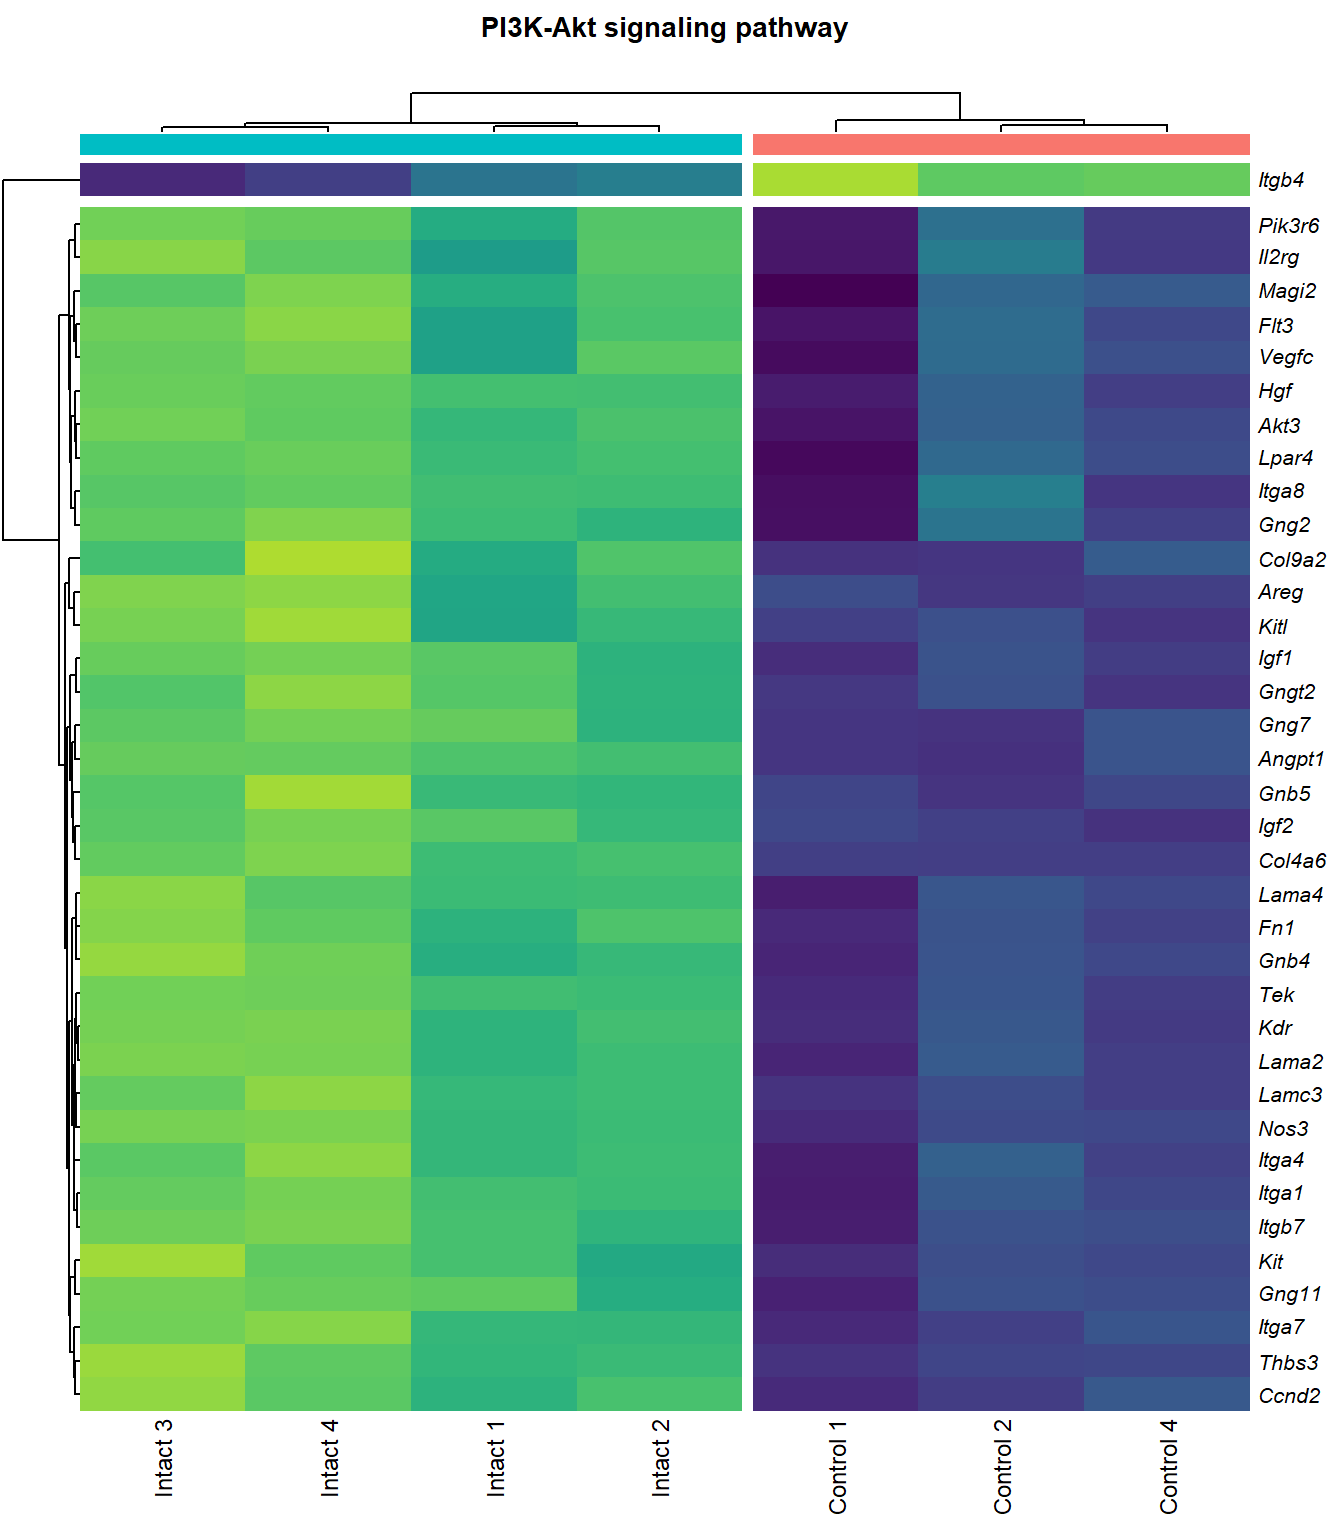 PI3K-Akt signaling pathway
Itgb4
Pik3r6
Il2rg
Magi2
Flt3
Vegfc
Hgf
Akt3
Lpar4
Itga8
Gng2
Col9a2
Areg
Kitl
Igf1
Gngt2
Gng7
Angpt1
Gnb5
Igf2
Col4a6
Lama4
Fn1
Gnb4
Tek
Kdr
Lama2
Lamc3
Nos3
Itga4
Itga1
Itgb7
Kit
Gng11
Itga7
Thbs3
Ccnd2
Intact 3
Intact 4
Intact 1
Intact 2
Control 1
Control 2
Control 4